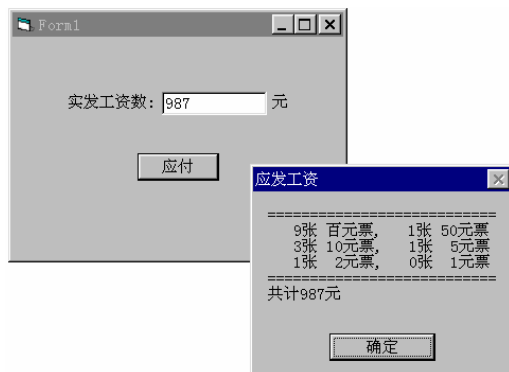 Form1
实发工资数: 987 元
应付
应发工资
============================
9张 百元票, 1张 50元票
3张 10元票, 1张 5元票
1张 2元票, 0张 1元票
============================
共计987元
确定